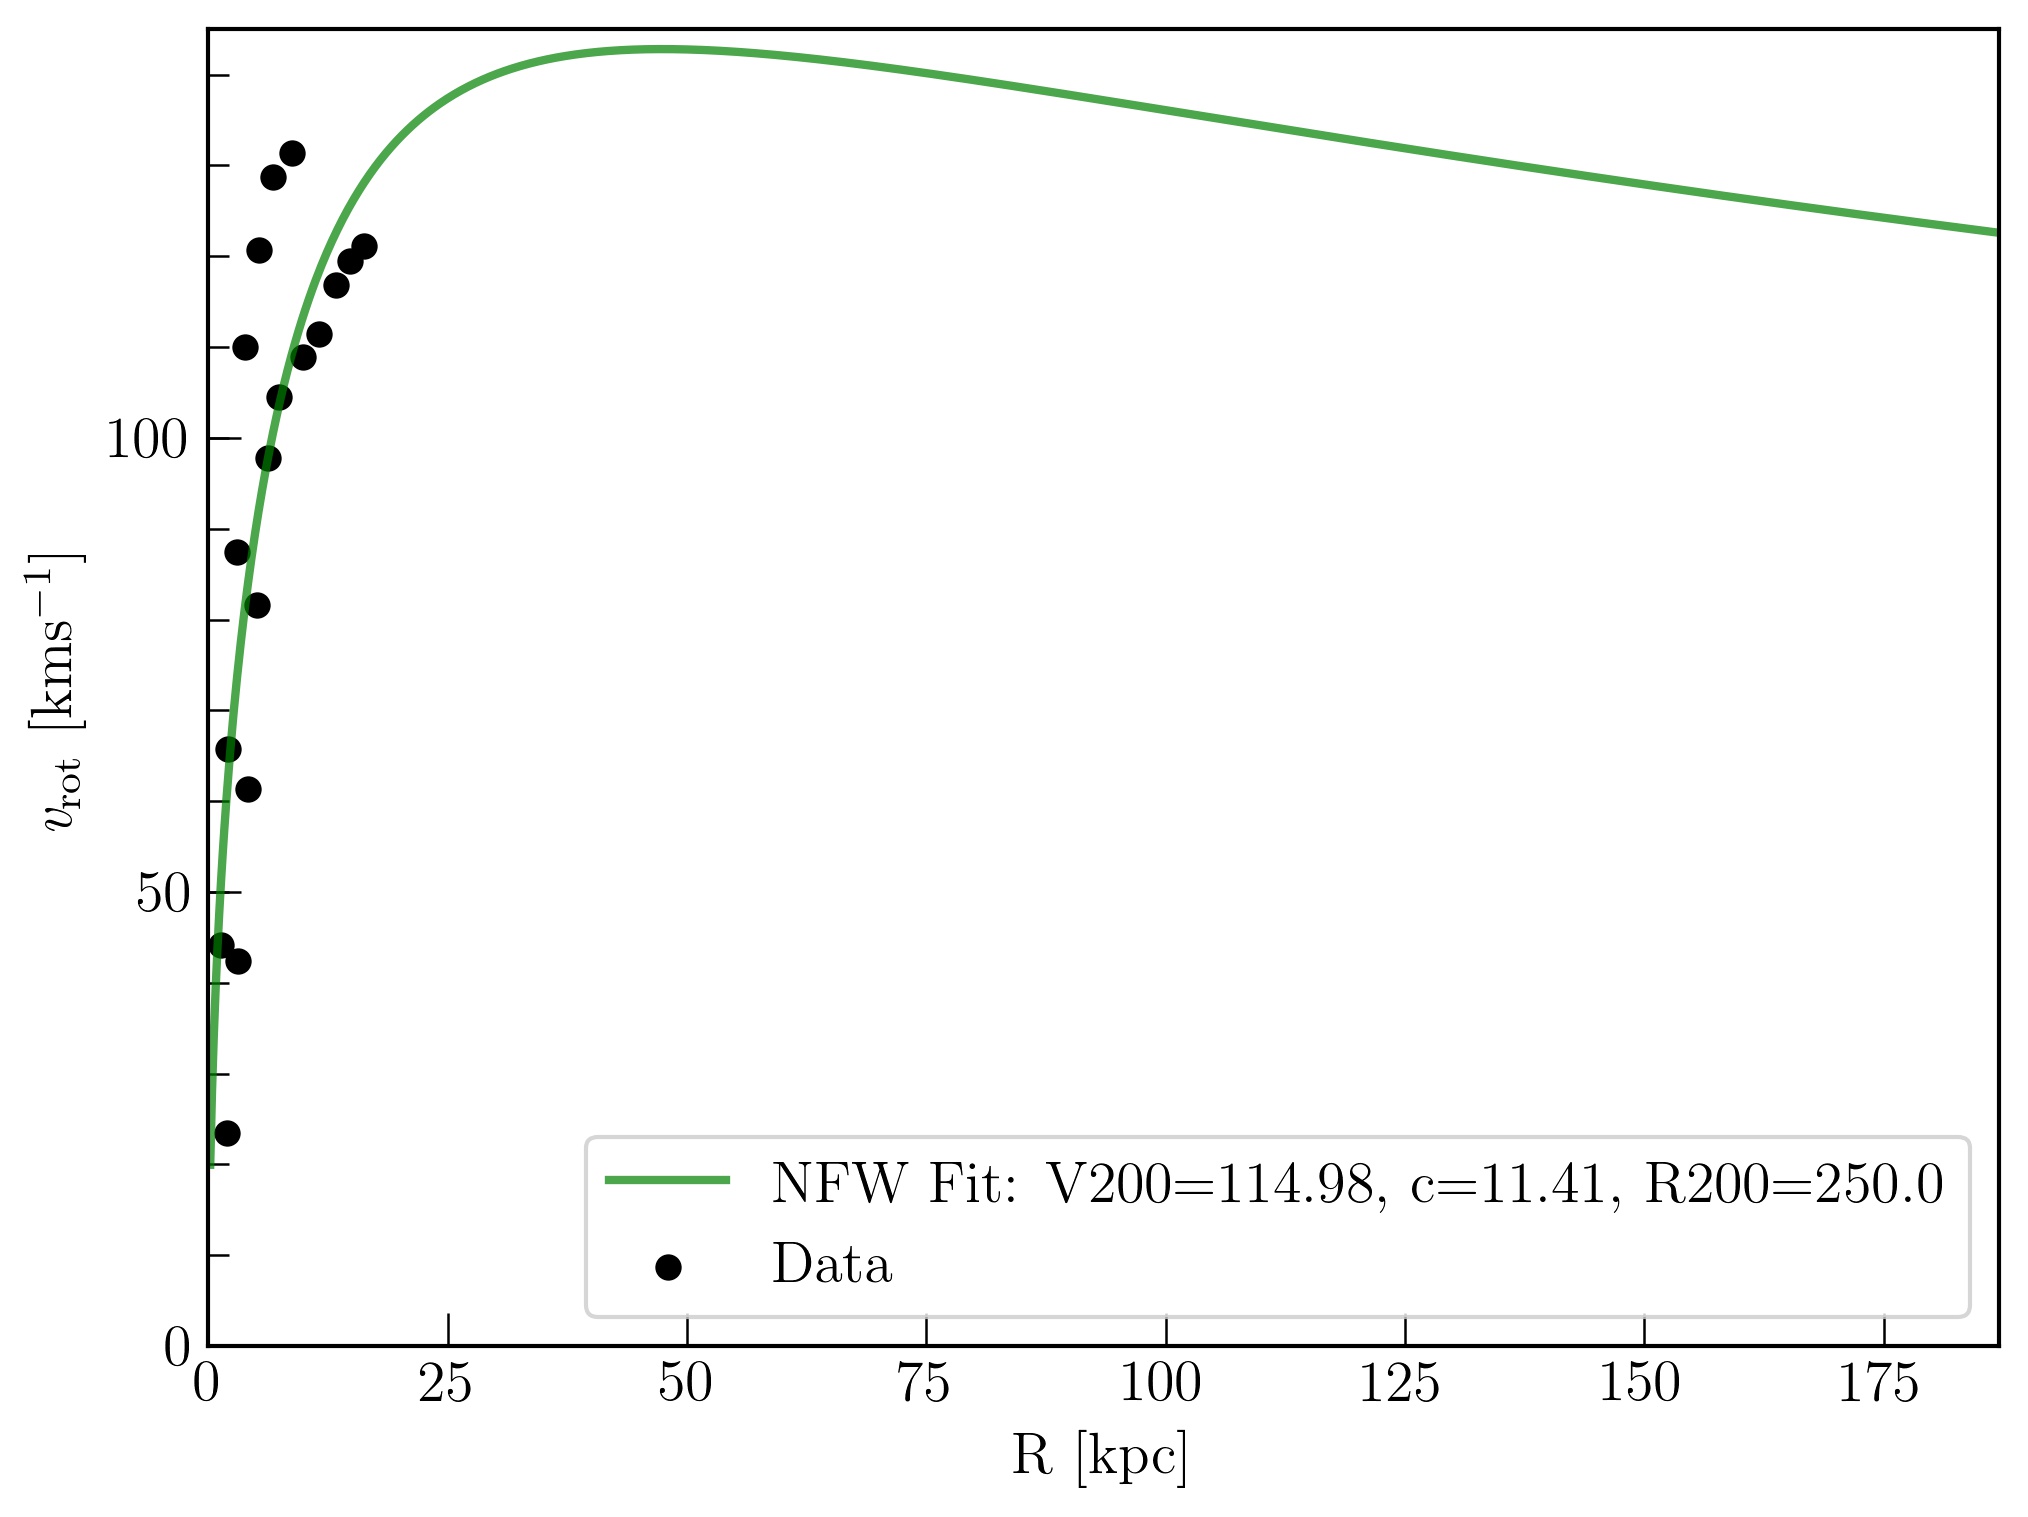 100
50
0
v_rot [kms^−1]
NFW Fit: V200=114.98, c=11.41, R200=250.0
Data
0 25 50 75 100 125 150 175
R [kpc]